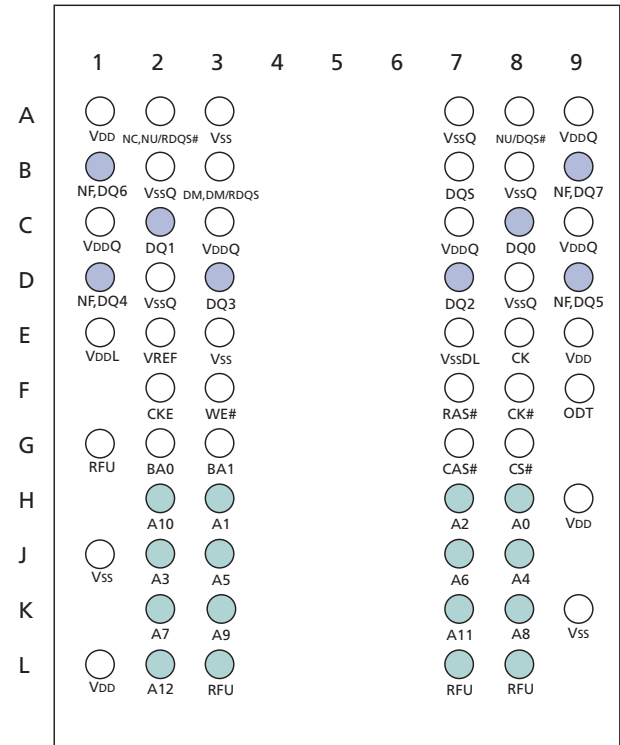 1 2 3 4 5 6 7 8 9
A
VDD NC,NU/RDQS# Vss VssQ NU/DQS# VDDQ
B
NF,DQ6 VssQ DM,DM/RDQS DQS VssQ NF,DQ7
C
VDDQ DQ1 VDDQ VDDQ DQ0 VDDQ
D
NF,DQ4 VssQ DQ3 DQ2 VssQ NF,DQ5
E
VDDL VREF Vss VssDL CK VDD
F
CKE WE# RAS# CK# ODT
G
RFU BA0 BA1 CAS# CS#
H
A10 A1 A2 A0 VDD
J
Vss A3 A5 A6 A4
K
A7 A9 A11 A8 Vss
L
VDD A12 RFU RFU RFU